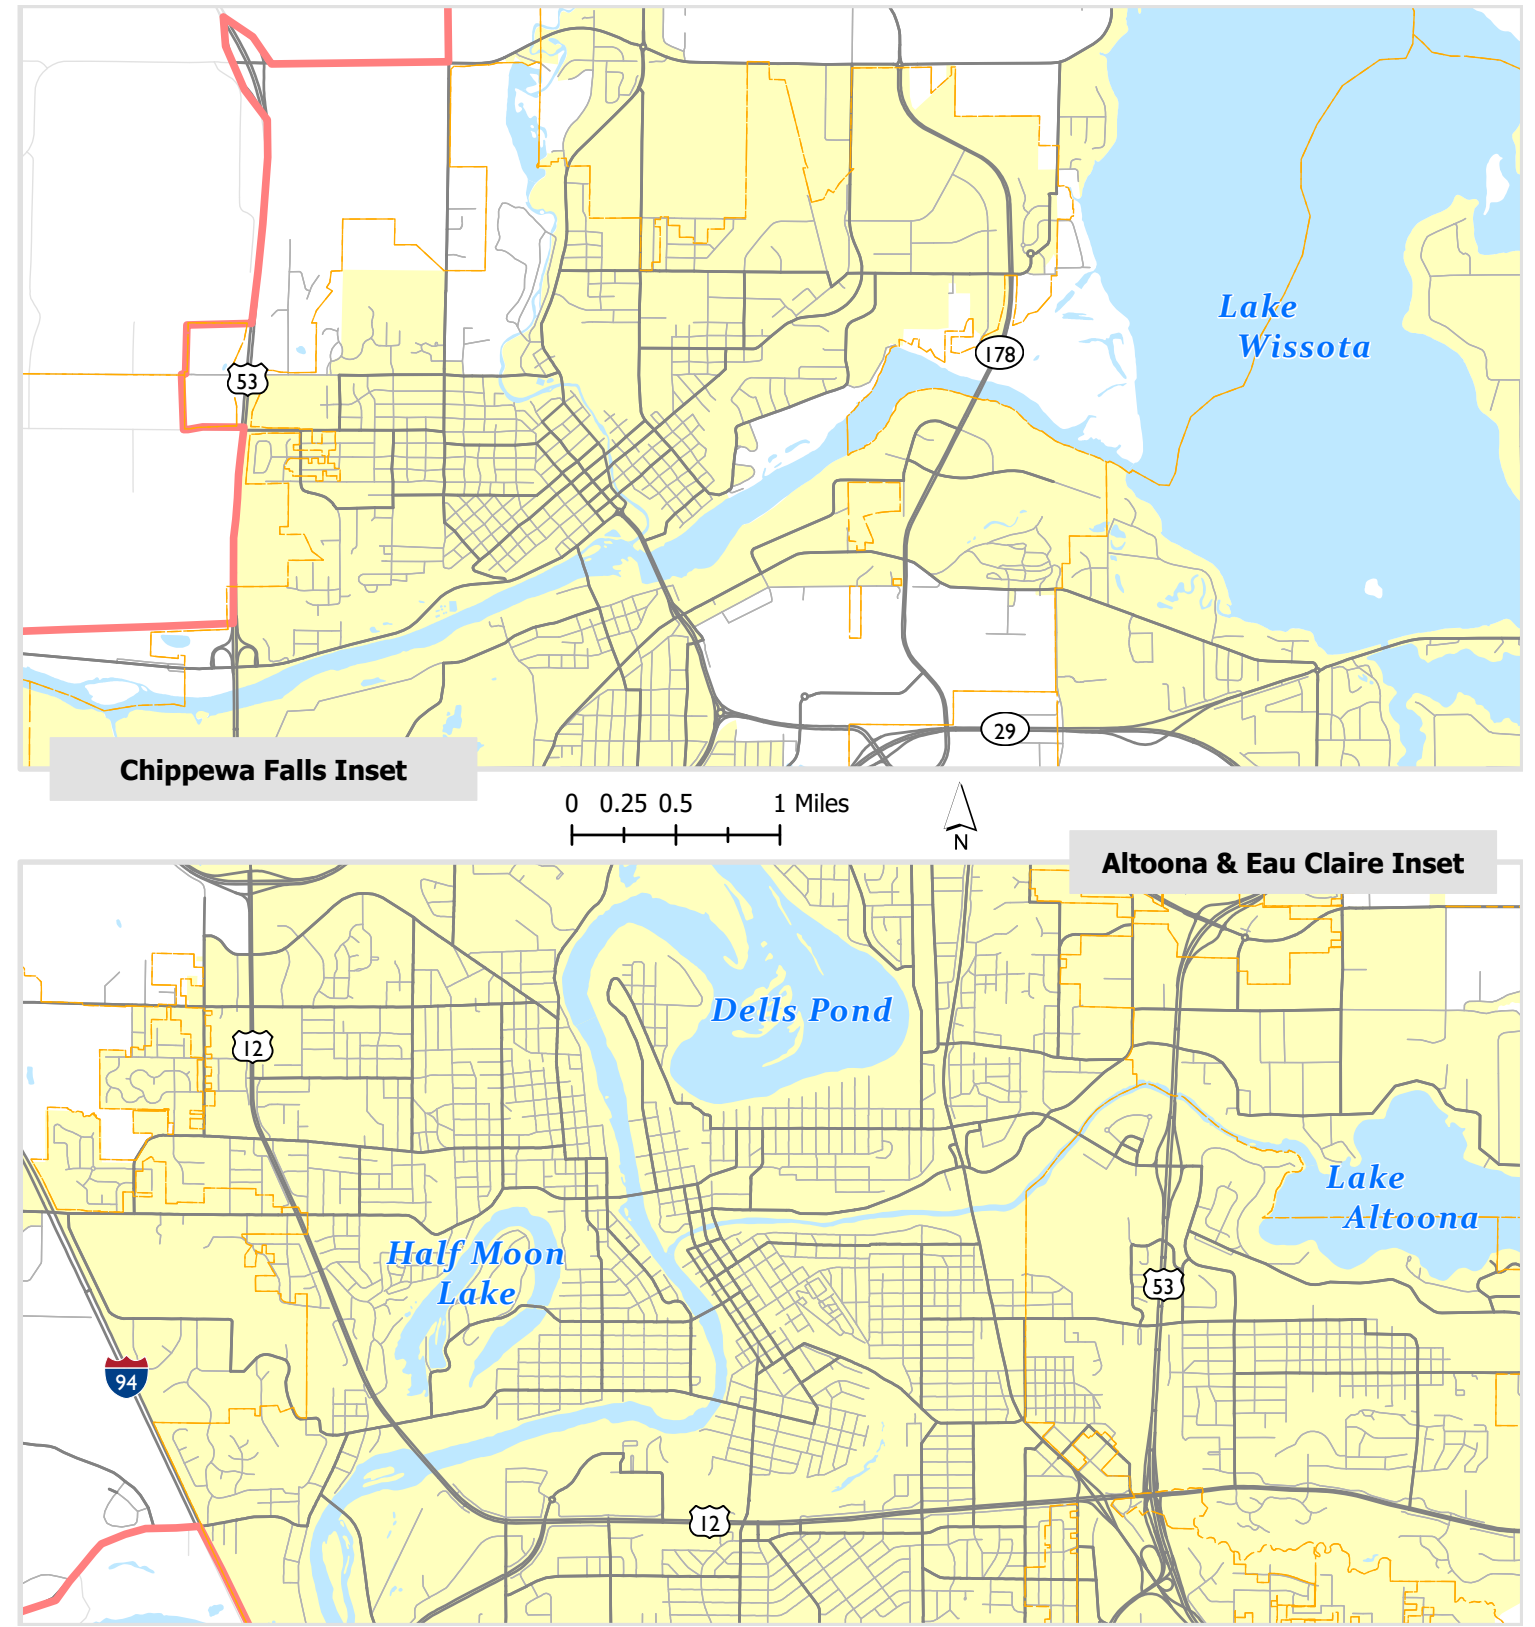 Lake
Wissota
178
53
29
Chippewa Falls Inset
0 0.25 0.5 1 Miles
N
Altoona & Eau Claire Inset
Dells Pond
12
Lake
Altoona
Half Moon
Lake
53
94
12